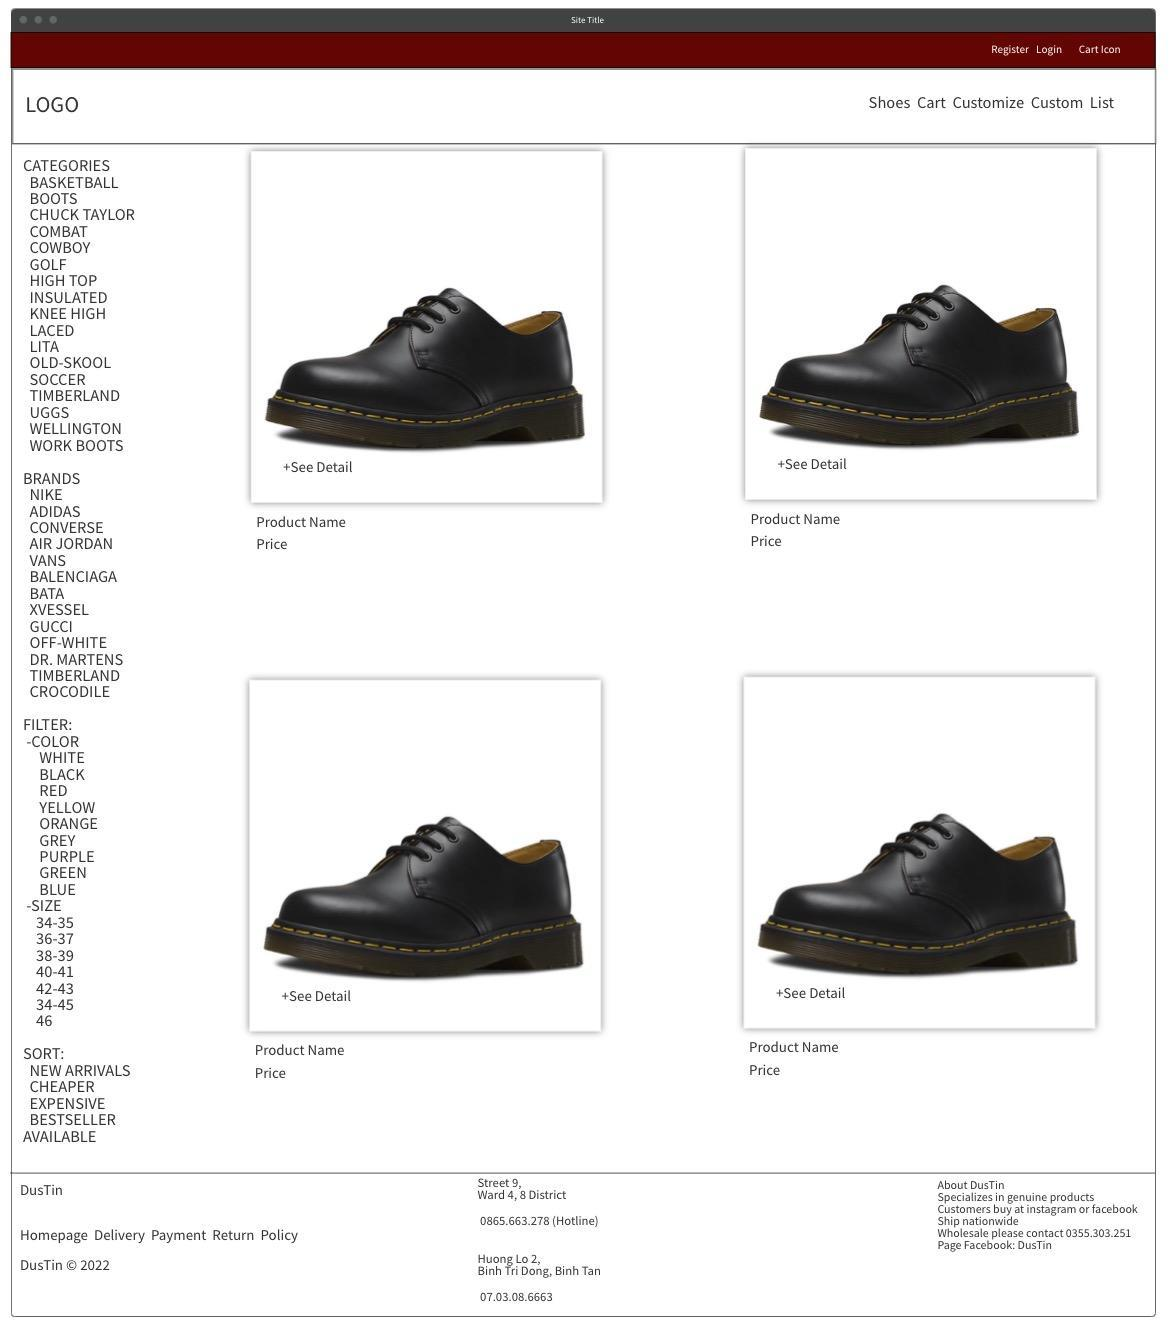 Site Title
Register Login Cart Icon
LOGO
Shoes Cart Customize Custom List
CATEGORIES
BASKETBALL
BOOTS
CHUCK TAYLOR
COMBAT
COWBOY
GOLF
HIGH TOP
INSULATED
KNEE HIGH
LACED
LITA
OLD-SKOOL
SOCCER
TIMBERLAND
UGGS
WELLINGTON
WORK BOOTS
BRANDS
NIKE
ADIDAS
CONVERSE
AIR JORDAN
VANS
BALENCIAGA
BATA
XVESSEL
GUCCI
OFF-WHITE
DR. MARTENS
TIMBERLAND
CROCODILE
FILTER:
-COLOR
WHITE
BLACK
RED
YELLOW
ORANGE
GREY
PURPLE
GREEN
BLUE
-SIZE
34-35
36-37
38-39
40-41
42-43
34-45
46
SORT:
NEW ARRIVALS
CHEAPER
EXPENSIVE
BESTSELLER
AVAILABLE
+See Detail
Product Name
Price
+See Detail
Product Name
Price
+See Detail
Product Name
Price
+See Detail
Product Name
Price
DusTin
Homepage Delivery Payment Return Policy
DusTin © 2022
Street 9,
Ward 4, 8 District
0865.663.278 (Hotline)
Huong Lo 2,
Binh Tri Dong, Binh Tan
07.03.08.6663
About DusTin
Specializes in genuine products
Customers buy at instagram or facebook
Ship nationwide
Wholesale please contact 0355.303.251
Page Facebook: DusTin